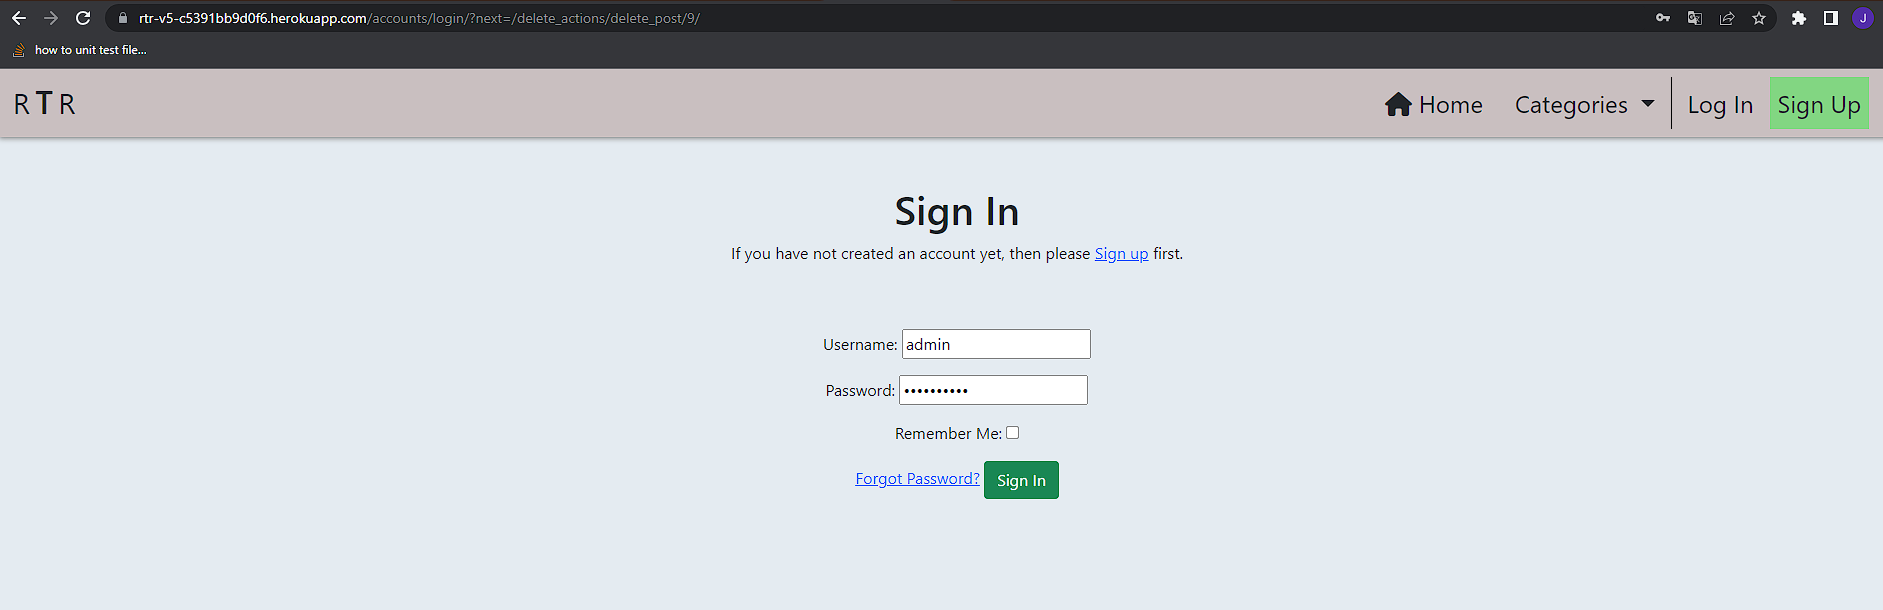 rtr-v5-c5391bb9d0f6.herokuapp.com/accounts/login/?next=/delete_actions/delete_post/9/
J
how to unit test file...
R T R
Home Categories Log In Sign Up
Sign In
If you have not created an account yet, then please Sign up first.
Username: admin
Password: ••••••••••
Remember Me:
Forgot Password? Sign In